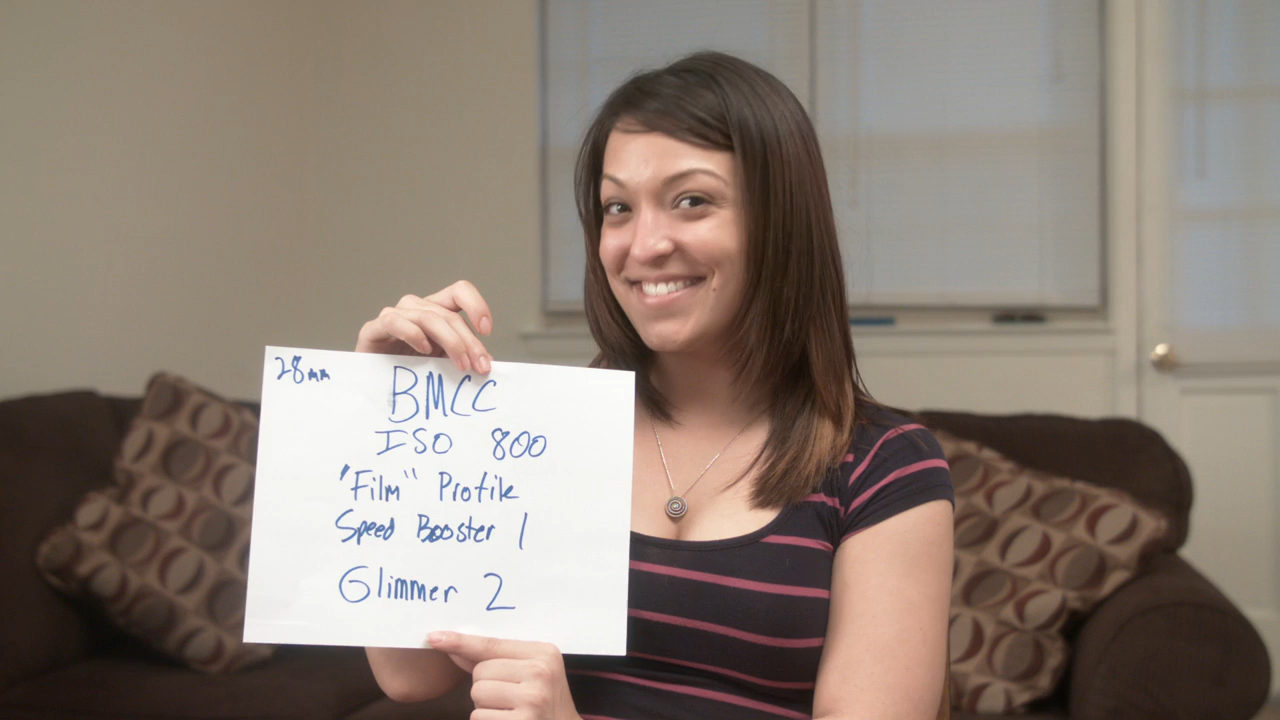 28mm
BMCC
ISO 800
"Film" Profile
Speed Booster 1
Glimmer 2